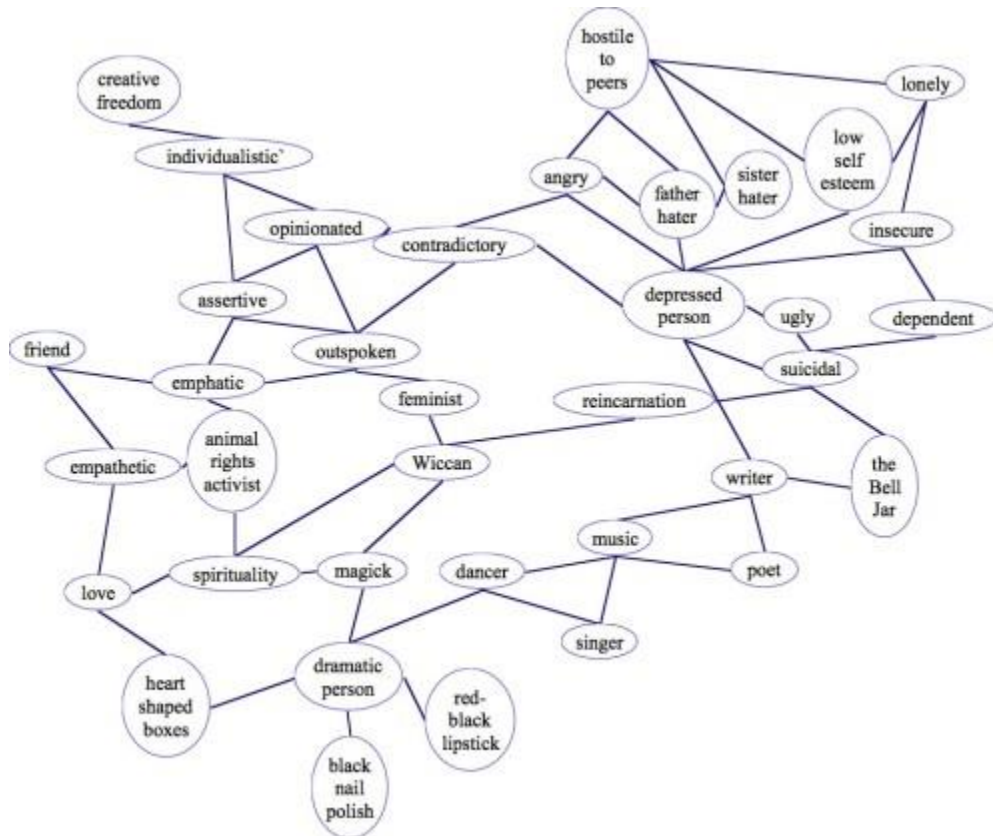 hostile
to
peers
creative
freedom
lonely
individualistic`
low
self
esteem
angry
sister
hater
father
hater
opinionated
contradictory
insecure
assertive
depressed
person
ugly
dependent
friend
outspoken
emphatic
suicidal
feminist
reincarnation
animal
rights
activist
empathetic
Wiccan
writer
the
Bell
Jar
music
spirituality
magick
dancer
poet
love
singer
dramatic
person
heart
shaped
boxes
red-
black
lipstick
black
nail
polish